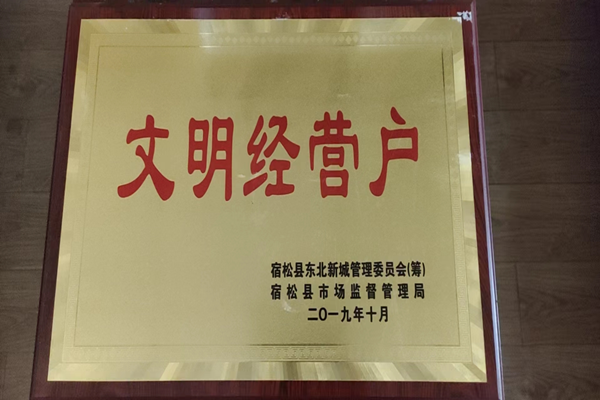 文明经营户
宿松县东北新城管理委员会(筹)
宿松县市场监督管理局
二〇一九年十月